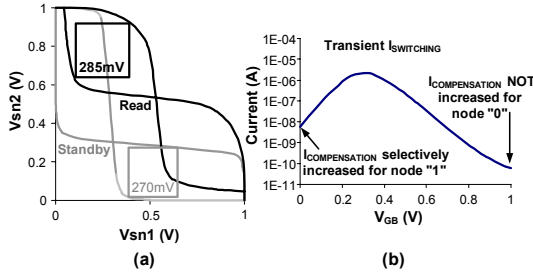 1
0.8
0.6
0.4
0.2
0
Vsn2 (V)
285mV
Read
Standby
270mV
0
0.5
1
Vsn1 (V)
(a)
Transient ISWITCHING
1E-04
1E-05
1E-06
1E-07
1E-08
1E-09
1E-10
1E-11
Current (A)
ICOMPENSATION NOT
increased for
node "0"
ICOMPENSATION selectively
increased for node "1"
0
0.2
0.4
0.6
0.8
1
VGB (V)
(b)